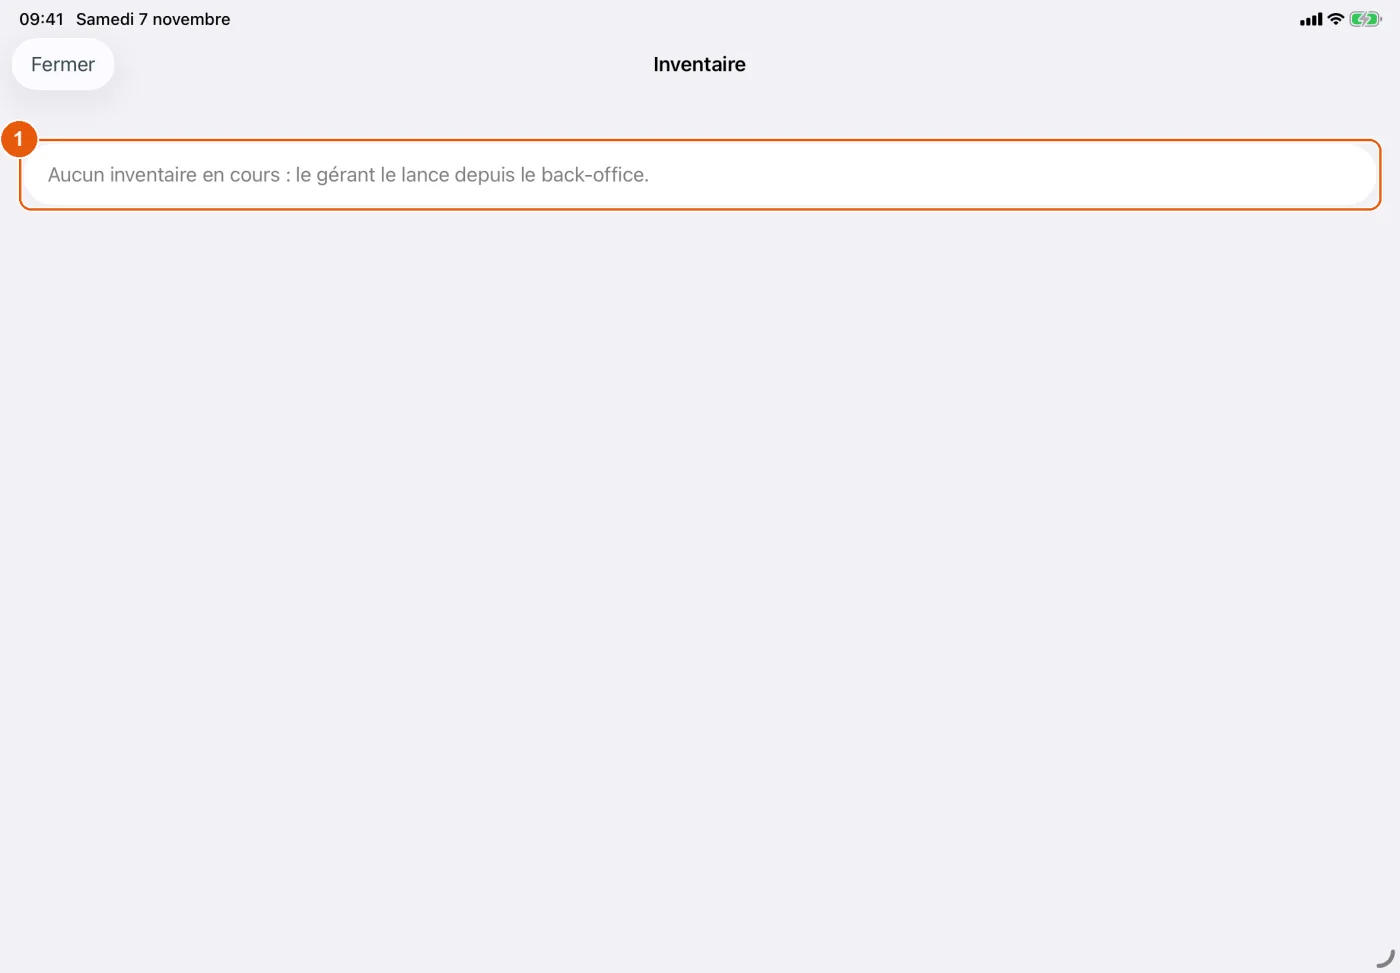 09:41 Samedi 7 novembre
Fermer
Inventaire
1
Aucun inventaire en cours : le gérant le lance depuis le back-office.